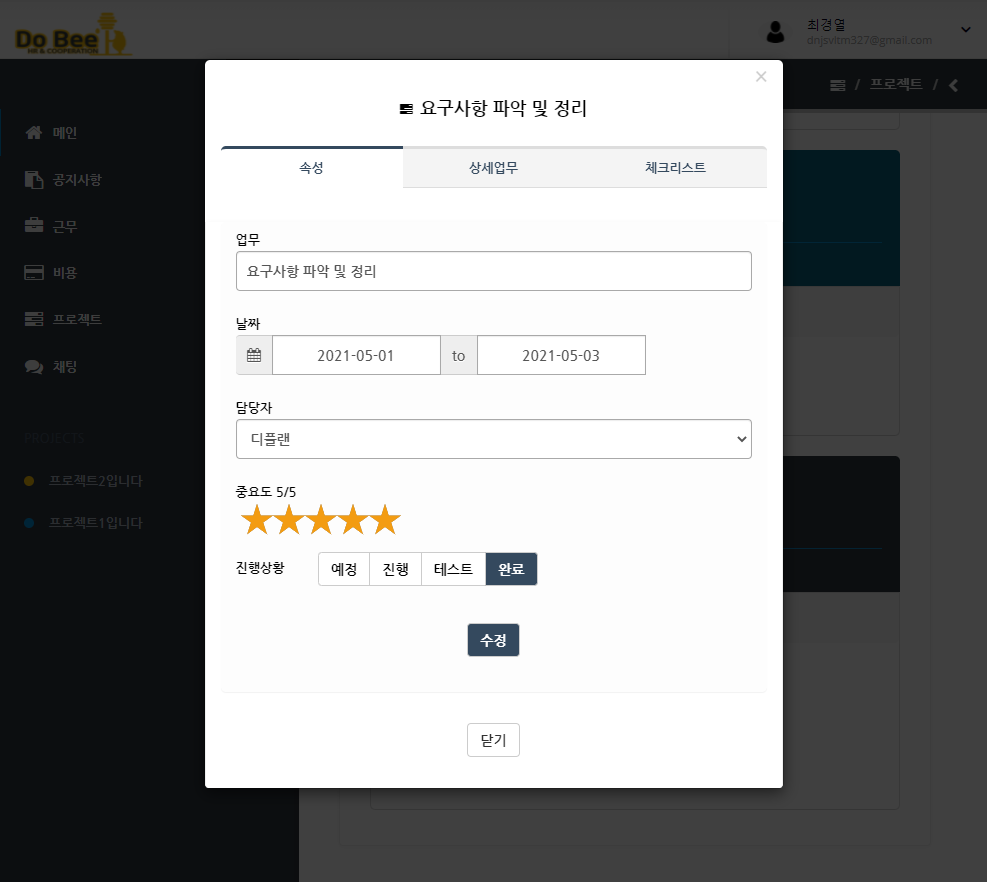 Do Bee
HR & COOPERATION
최경열
dnjsvltm327@gmail.com
/ 프로젝트 /
메인
공지사항
근무
비용
프로젝트
채팅
PROJECTS
프로젝트2입니다
프로젝트1입니다
×
요구사항 파악 및 정리
속성 상세업무 체크리스트
업무
요구사항 파악 및 정리
날짜
2021-05-01 to 2021-05-03
담당자
디플랜
중요도 5/5
진행상황 예정 진행 테스트 완료
수정
닫기